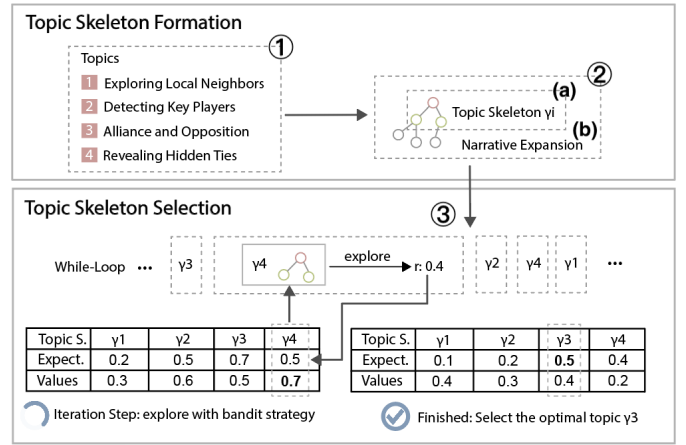 Topic Skeleton Formation
①
Topics
1 Exploring Local Neighbors
2 Detecting Key Players
3 Alliance and Opposition
4 Revealing Hidden Ties
②
(a)
Topic Skeleton γi
(b)
Narrative Expansion
Topic Skeleton Selection
③
While-Loop ••• γ3 γ4 explore r: 0.4 γ2 γ4 γ1 •••
Topic S. γ1 γ2 γ3 γ4
Expect. 0.2 0.5 0.7 0.5
Values 0.3 0.6 0.5 0.7
Iteration Step: explore with bandit strategy
Topic S. γ1 γ2 γ3 γ4
Expect. 0.1 0.2 0.5 0.4
Values 0.4 0.3 0.4 0.2
Finished: Select the optimal topic γ3